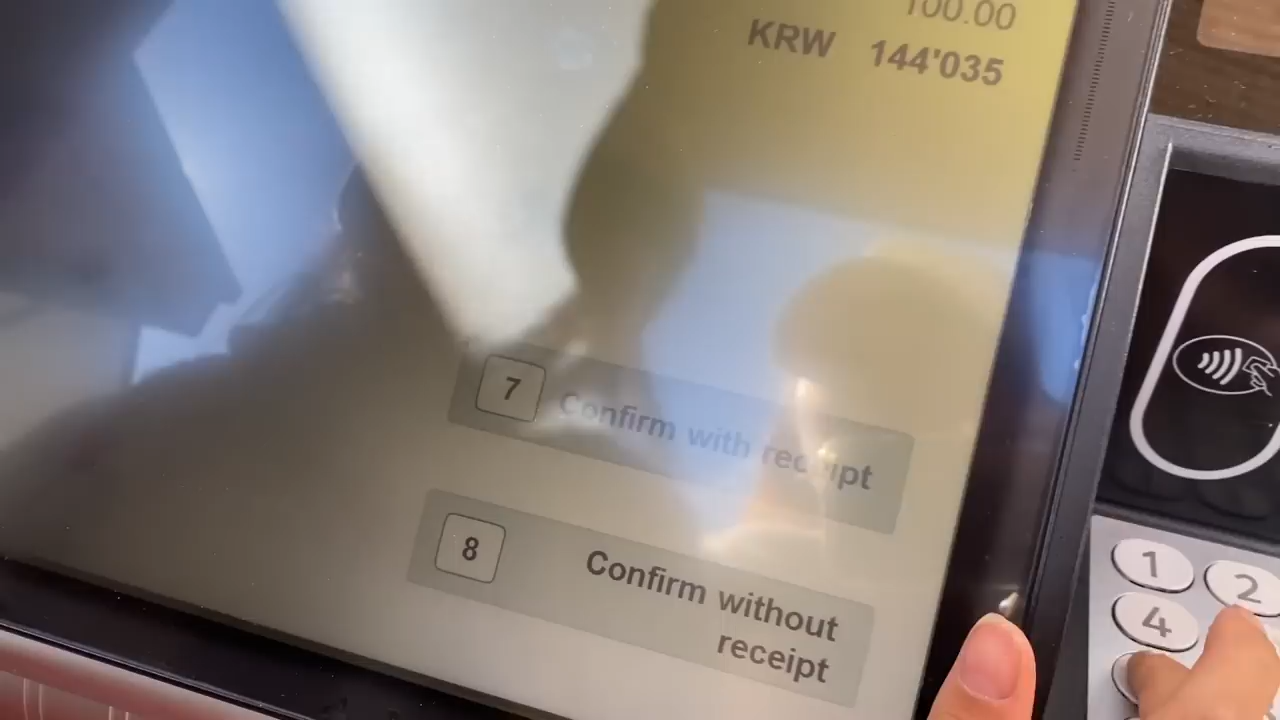 100.00
KRW 144'035
7 Confirm with receipt
8 Confirm without
receipt
1 2
4